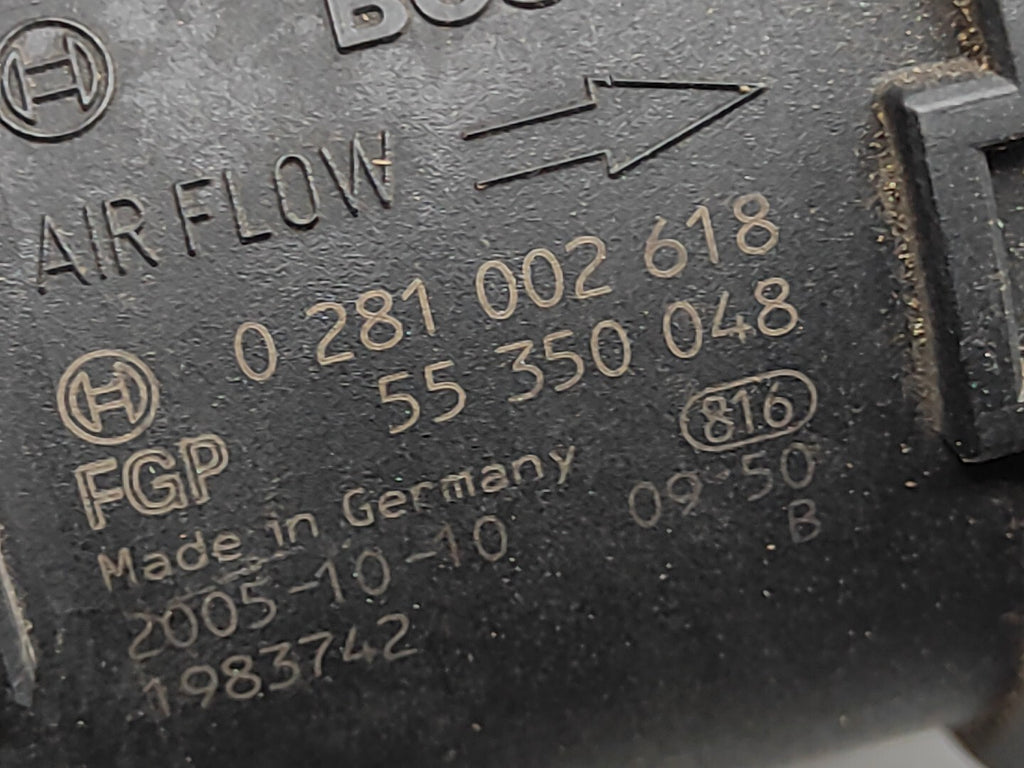 AIR FLOW
0 281 002 618
55 350 048
816
FGP
Made in Germany
09 50
2005-10-10
B
1983742